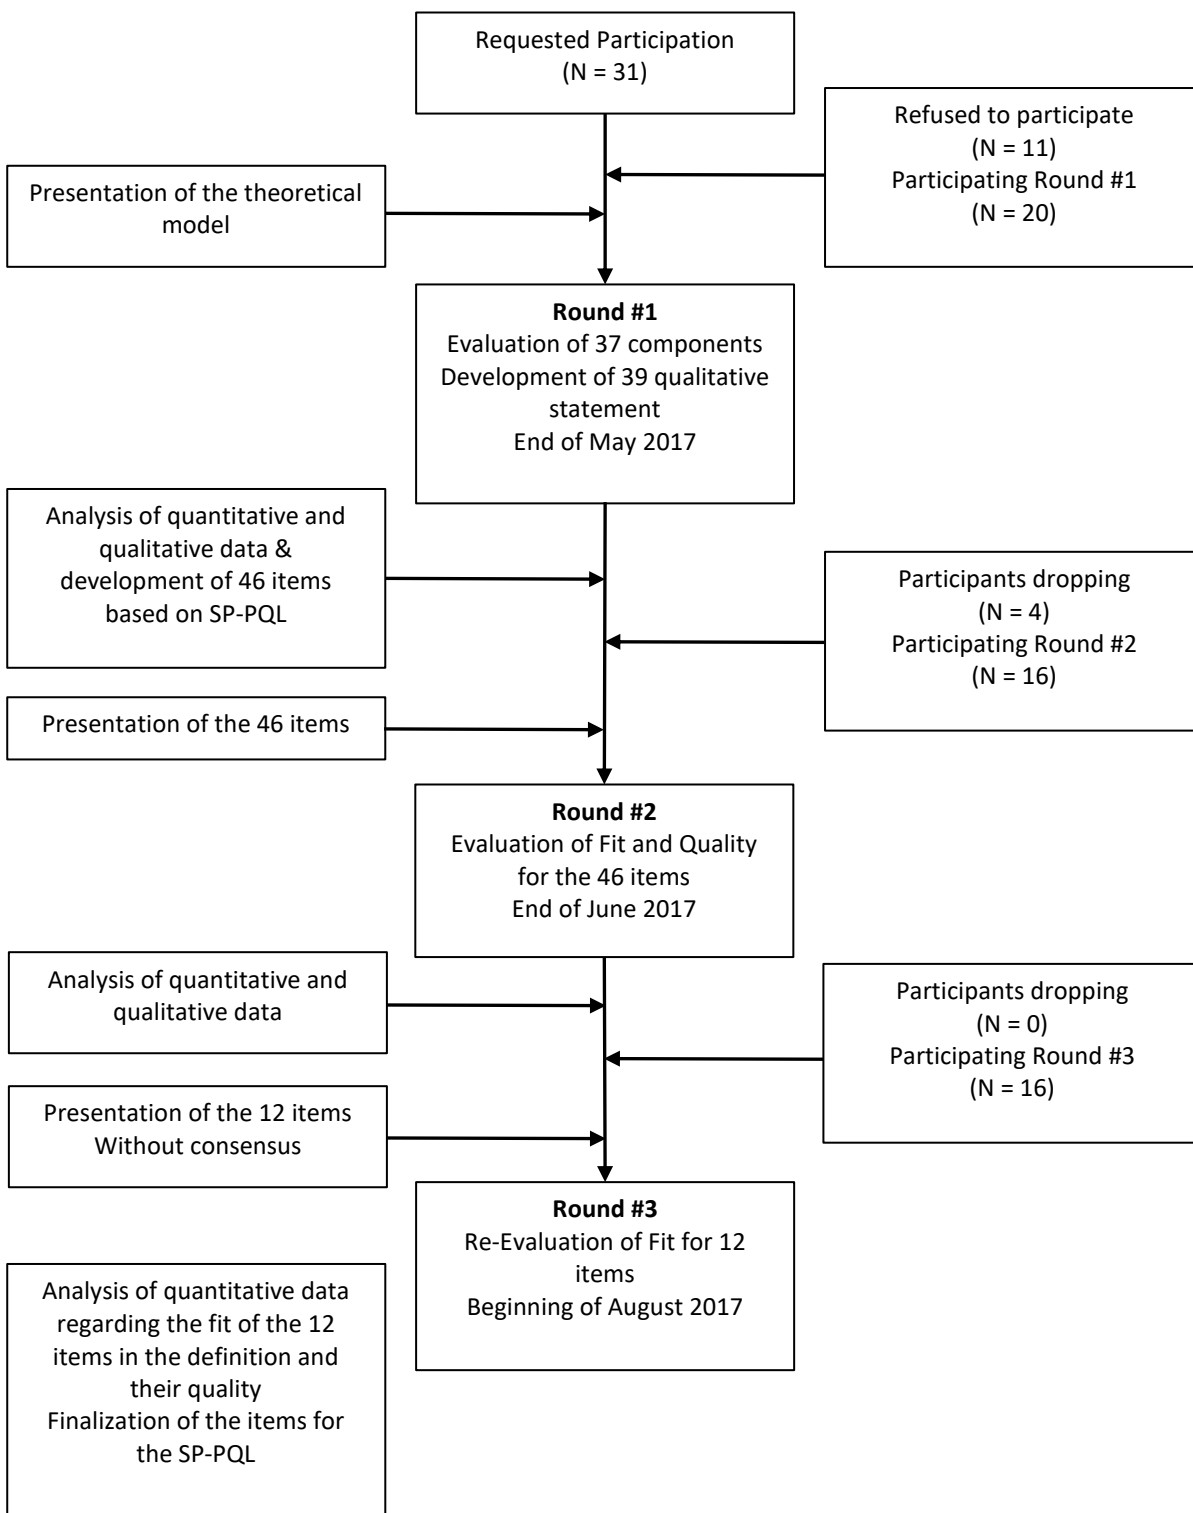 Requested Participation
(N = 31)
Refused to participate
(N = 11)
Participating Round #1
(N = 20)
Presentation of the theoretical
model
Round #1
Evaluation of 37 components
Development of 39 qualitative
statement
End of May 2017
Analysis of quantitative and
qualitative data &
development of 46 items
based on SP-PQL
Participants dropping
(N = 4)
Participating Round #2
(N = 16)
Presentation of the 46 items
Round #2
Evaluation of Fit and Quality
for the 46 items
End of June 2017
Analysis of quantitative and
qualitative data
Participants dropping
(N = 0)
Participating Round #3
(N = 16)
Presentation of the 12 items
Without consensus
Round #3
Re-Evaluation of Fit for 12
items
Beginning of August 2017
Analysis of quantitative data
regarding the fit of the 12
items in the definition and
their quality
Finalization of the items for
the SP-PQL